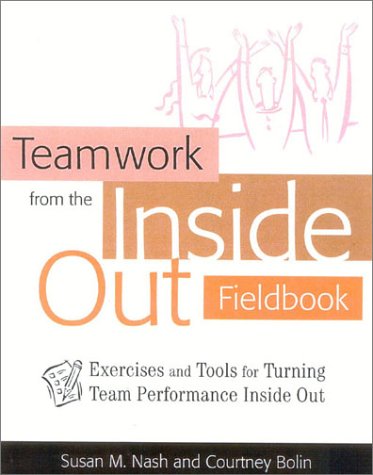 Teamwork
from the Inside
Out Fieldbook
Exercises and Tools for Turning
Team Performance Inside Out
Susan M. Nash and Courtney Bolin